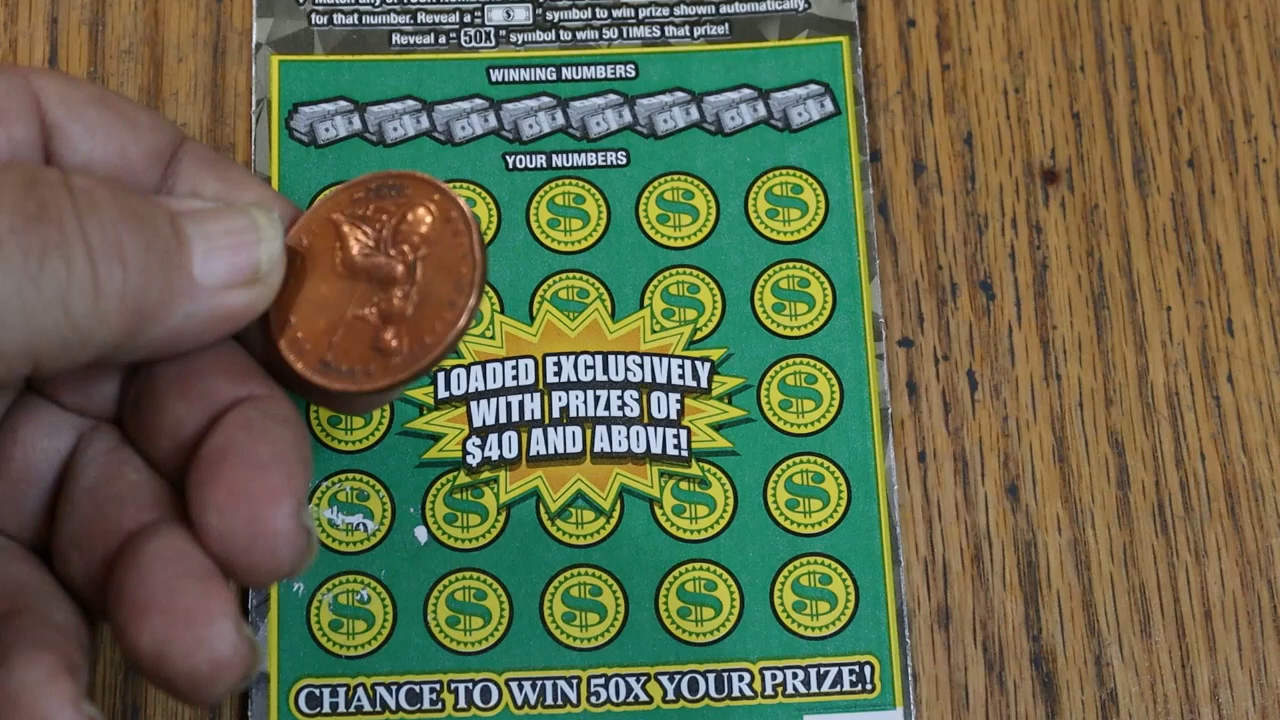 for that number. Reveal a " $ " symbol to win prize shown automatically.
Reveal a " 50X " symbol to win 50 TIMES that prize!
WINNING NUMBERS
YOUR NUMBERS
LOADED EXCLUSIVELY
WITH PRIZES OF
$40 AND ABOVE!
CHANCE TO WIN 50X YOUR PRIZE!